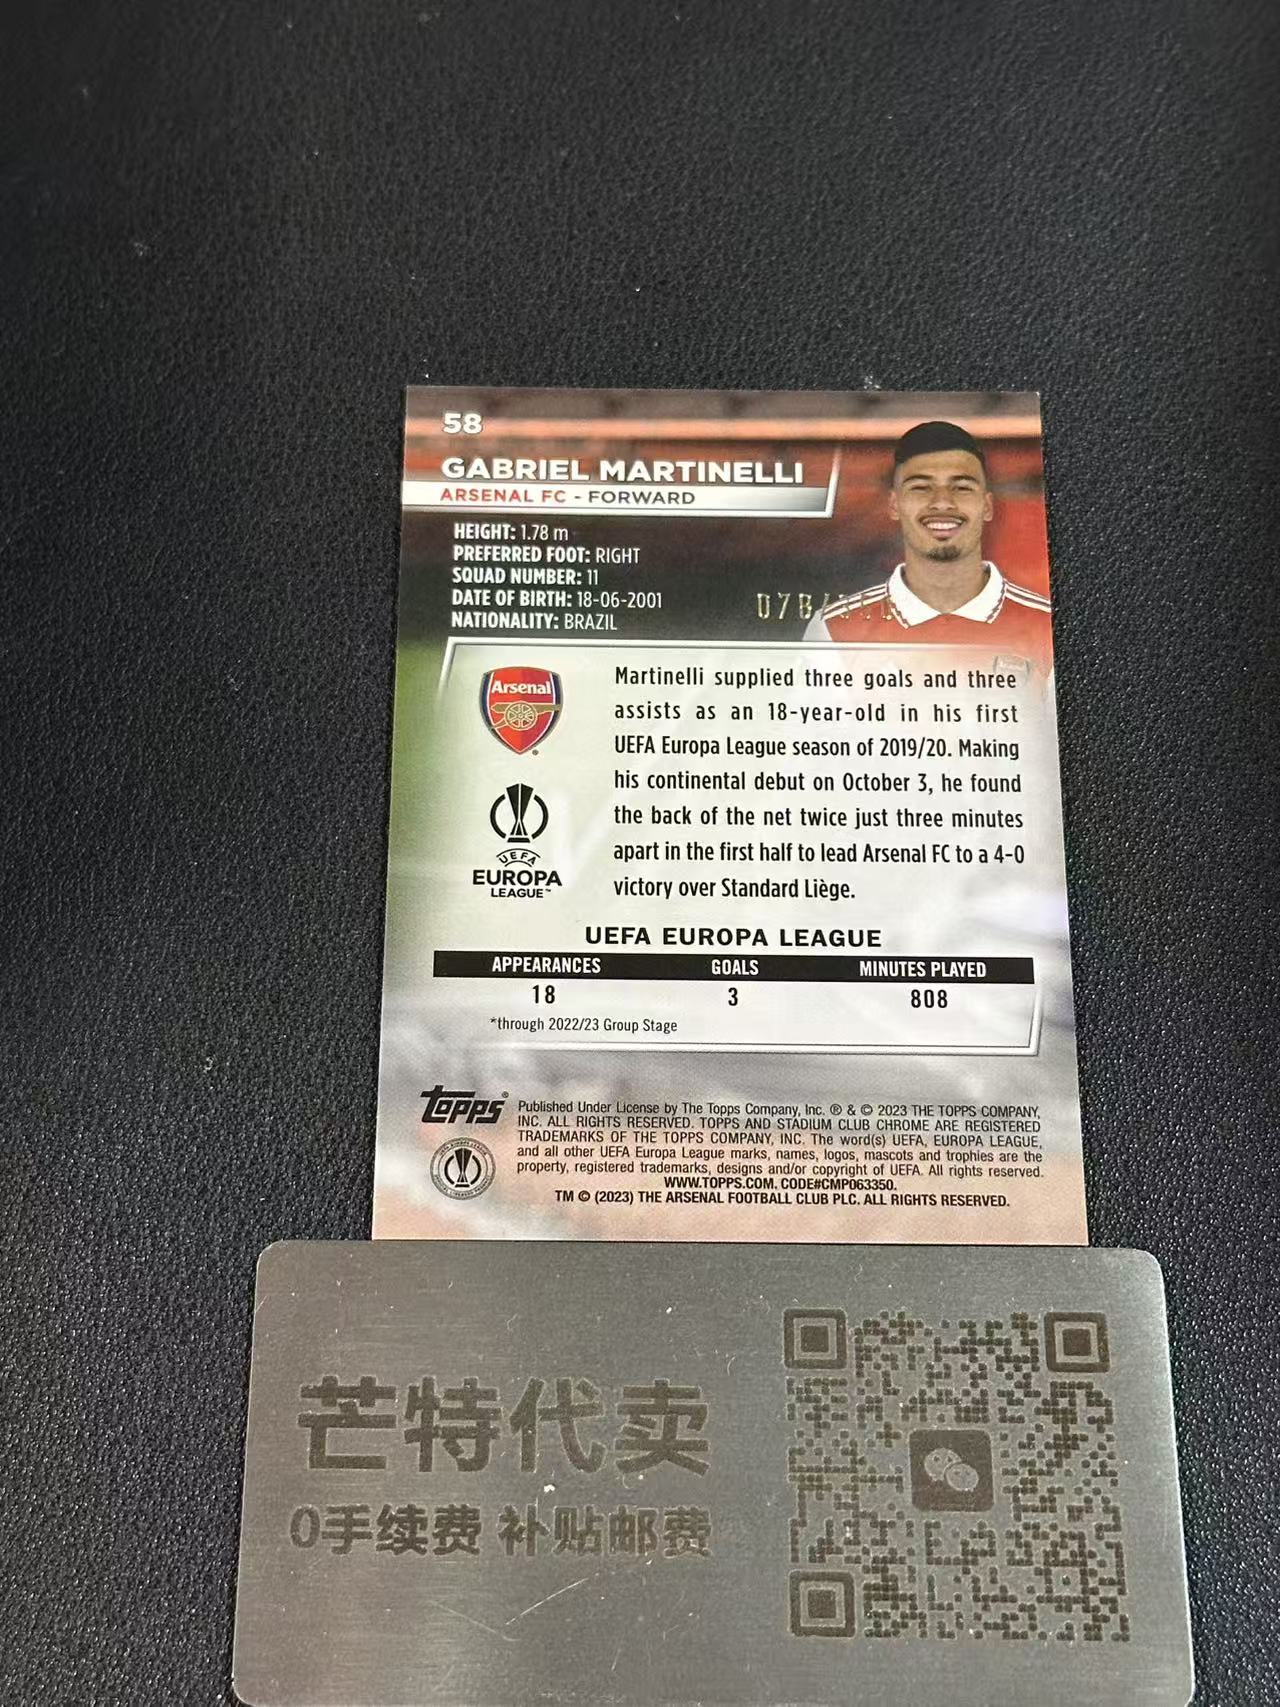 58
GABRIEL MARTINELLI
ARSENAL FC - FORWARD
HEIGHT: 1.78 m
PREFERRED FOOT: RIGHT
SQUAD NUMBER: 11
DATE OF BIRTH: 18-06-2001
NATIONALITY: BRAZIL
Arsenal
Martinelli supplied three goals and three
assists as an 18-year-old in his first
UEFA Europa League season of 2019/20. Making
his continental debut on October 3, he found
the back of the net twice just three minutes
apart in the first half to lead Arsenal FC to a 4-0
victory over Standard Liège.
UEFA
EUROPA
LEAGUE™
UEFA EUROPA LEAGUE
APPEARANCES GOALS MINUTES PLAYED
18 3 808
*through 2022/23 Group Stage
Topps®
Published Under License by The Topps Company, Inc. ® & © 2023 THE TOPPS COMPANY,
INC. ALL RIGHTS RESERVED. TOPPS AND STADIUM CLUB CHROME ARE REGISTERED
TRADEMARKS OF THE TOPPS COMPANY, INC. The word(s) UEFA, EUROPA LEAGUE,
and all other UEFA Europa League marks, names, logos, mascots and trophies are the
property, registered trademarks, designs and/or copyright of UEFA. All rights reserved.
WWW.TOPPS.COM. CODE#CMP063350.
TM © (2023) THE ARSENAL FOOTBALL CLUB PLC. ALL RIGHTS RESERVED.
芒特代卖
0手续费 补贴邮费